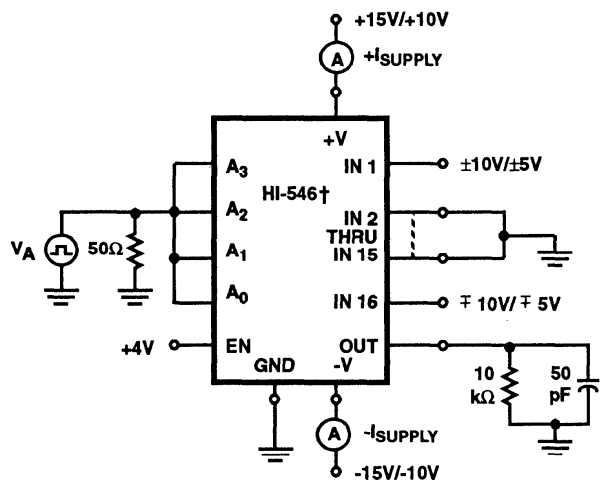 +15V/+10V
A
+ISUPPLY
+V
A3
IN 1
±10V/±5V
HI-546†
A2
IN 2
THRU
VA
50Ω
A1
IN 15
A0
IN 16
∓ 10V/∓ 5V
+4V
EN
OUT
GND
-V
10
kΩ
50
pF
A
-ISUPPLY
-15V/-10V